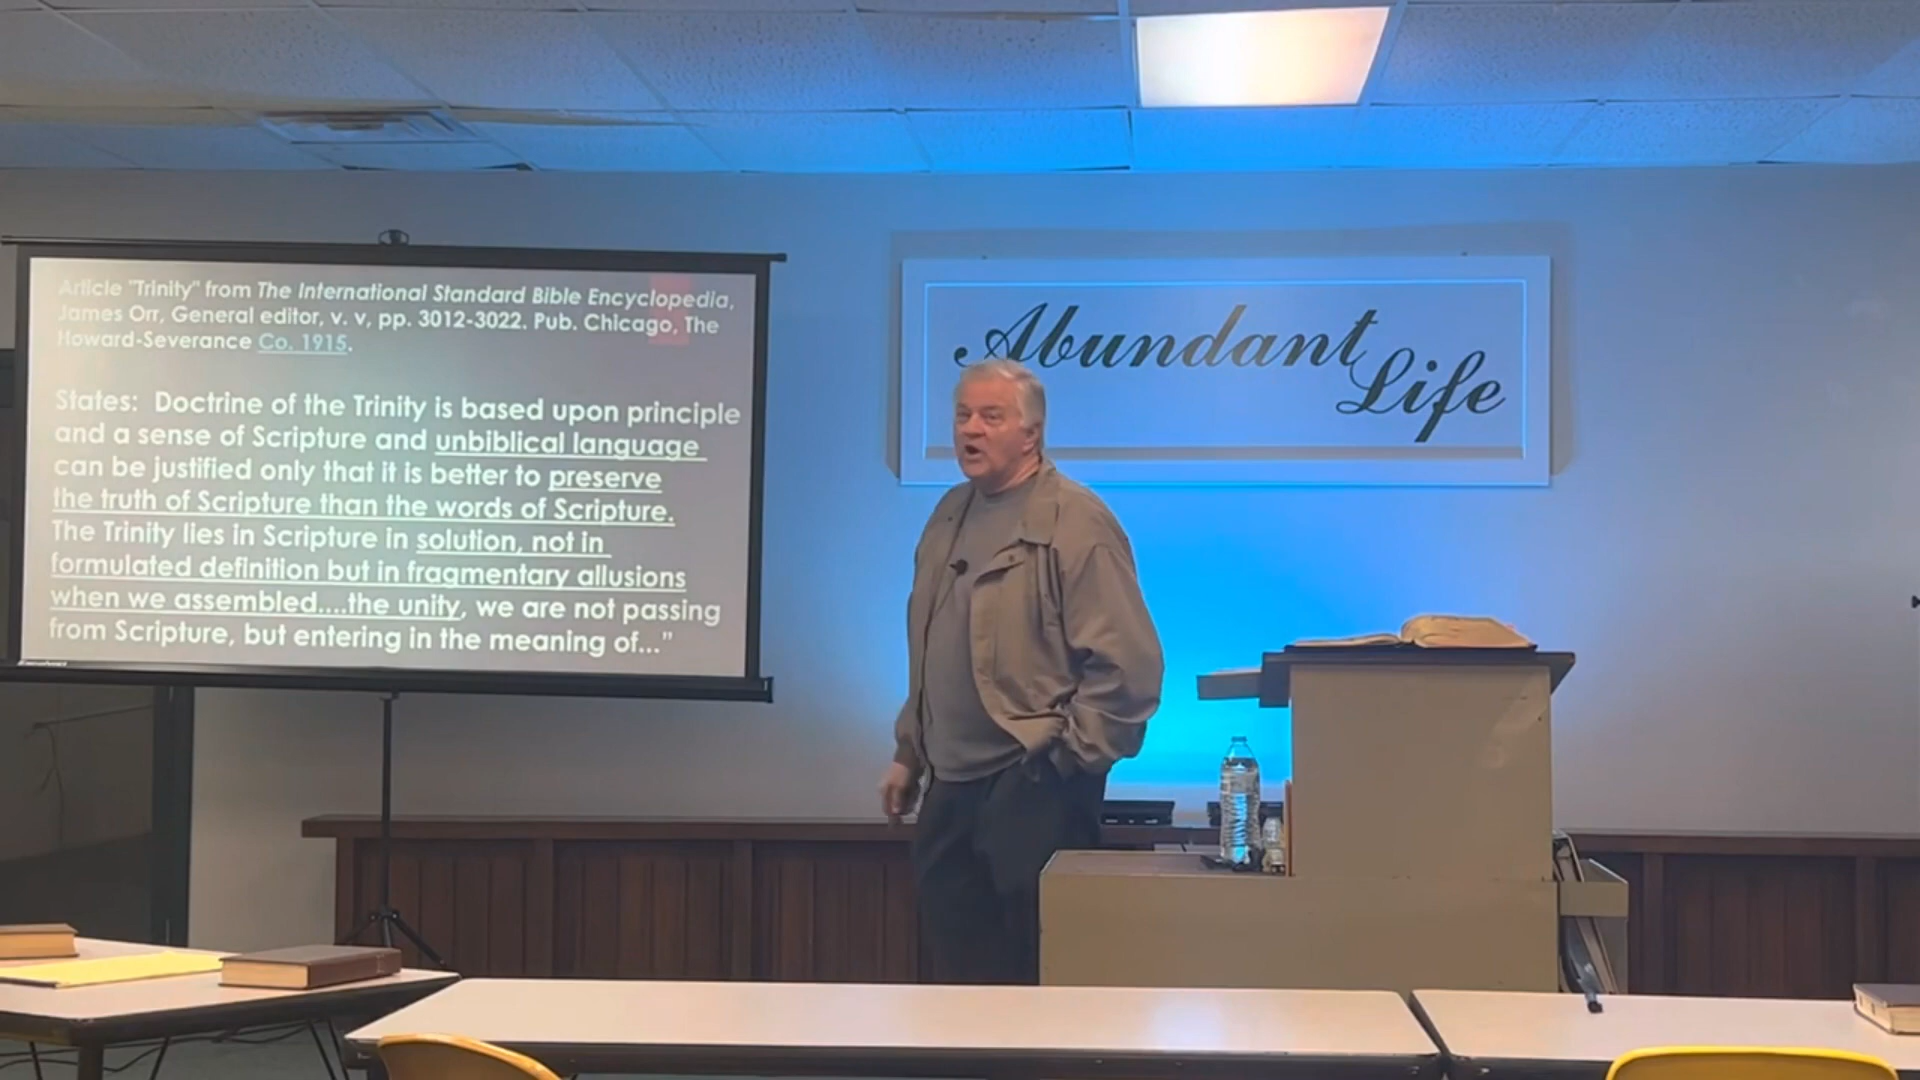 Article "Trinity" from The International Standard Bible Encyclopedia,
James Orr, General editor, v. v, pp. 3012-3022. Pub. Chicago, The
Howard-Severance Co. 1915.
States: Doctrine of the Trinity is based upon principle
and a sense of Scripture and unbiblical language
can be justified only that it is better to preserve
the truth of Scripture than the words of Scripture.
The Trinity lies in Scripture in solution, not in
formulated definition but in fragmentary allusions
when we assembled....the unity, we are not passing
from Scripture, but entering in the meaning of..."
Abundant
Life